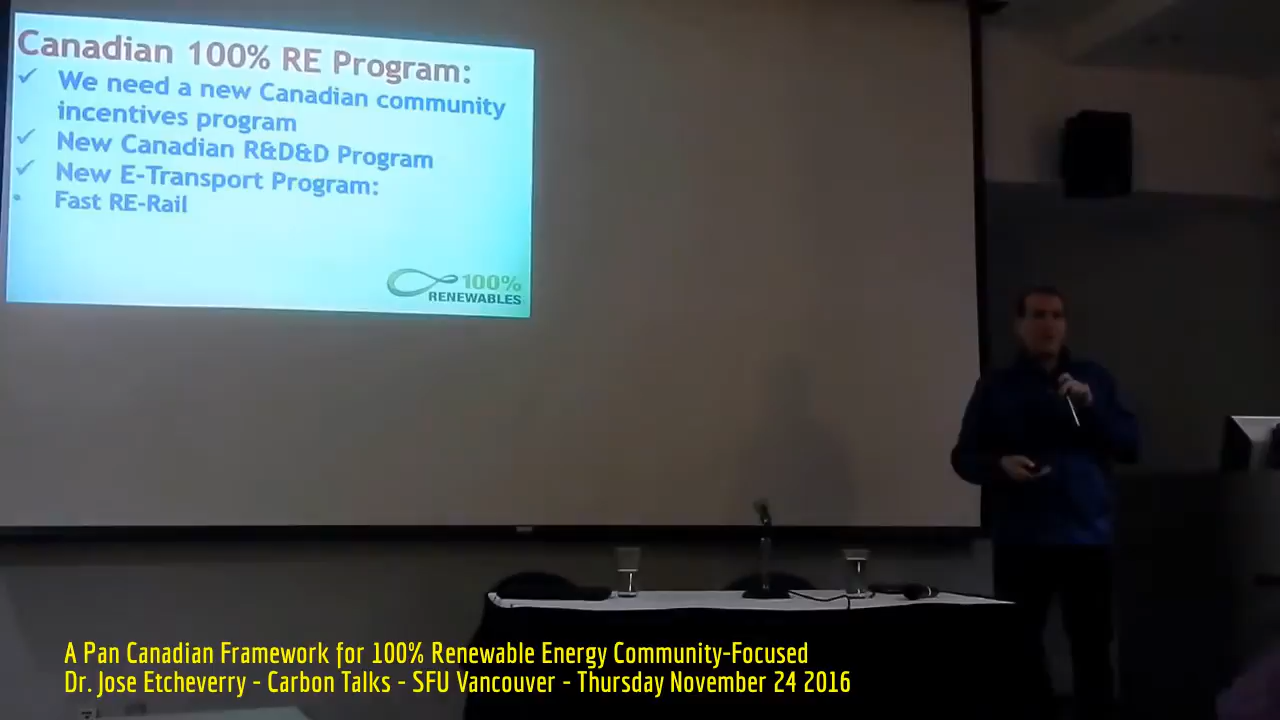 Canadian 100% RE Program:
✓ We need a new Canadian community
incentives program
✓ New Canadian R&D&D Program
✓ New E-Transport Program:
• Fast RE-Rail
100%
RENEWABLES
A Pan Canadian Framework for 100% Renewable Energy Community-Focused
Dr. Jose Etcheverry - Carbon Talks - SFU Vancouver - Thursday November 24 2016